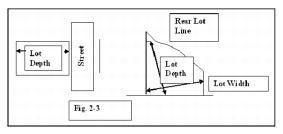 Rear Lot
Line
Lot
Depth
Street
Lot
Depth
Lot Width
Fig. 2-3